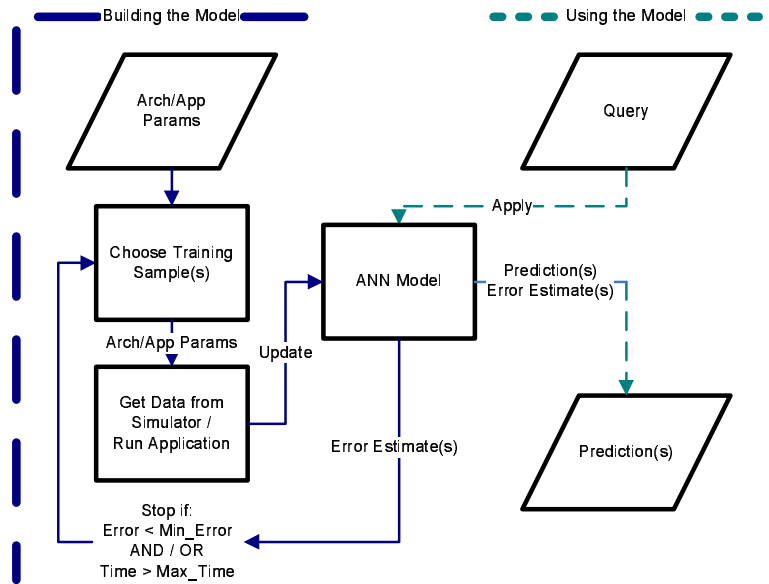 Building the Model
Using the Model
Arch/App
Params
Query
Apply
Choose Training
Sample(s)
ANN Model
Prediction(s)
Error Estimate(s)
Arch/App Params
Update
Get Data from
Simulator /
Run Application
Error Estimate(s)
Prediction(s)
Stop if:
Error < Min_Error
AND / OR
Time > Max_Time